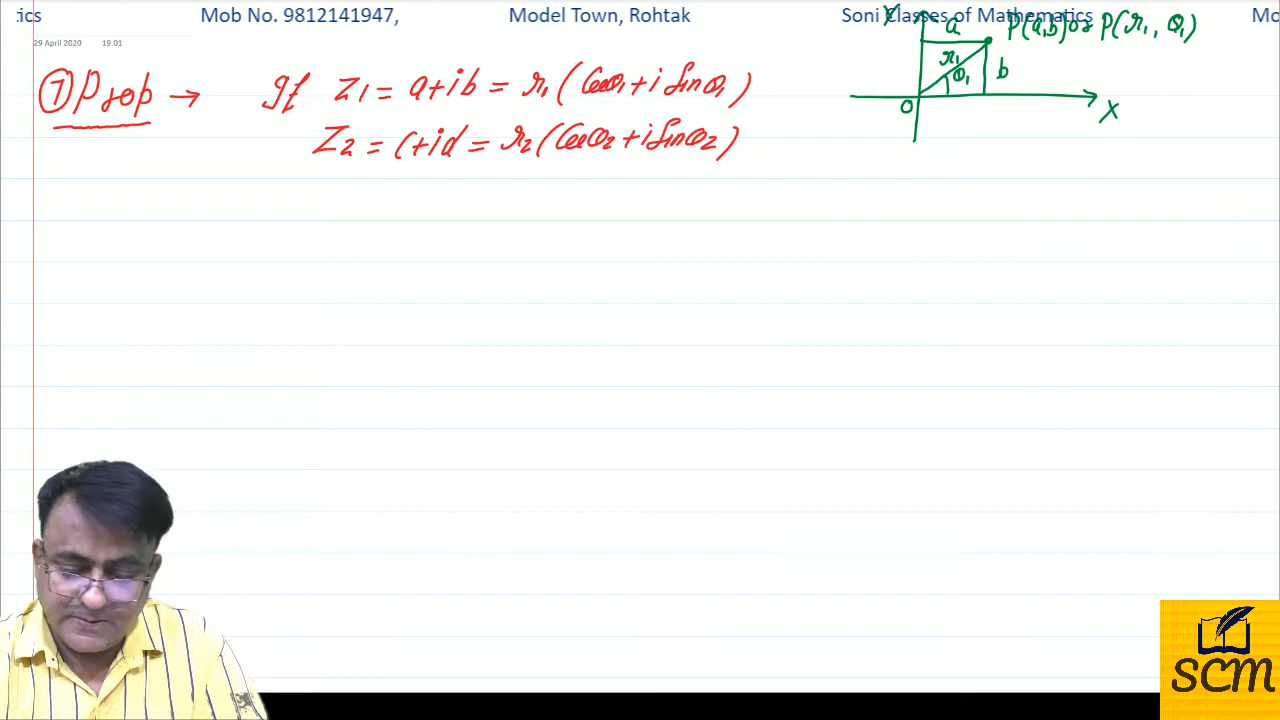 :ics Mob No. 9812141947, Model Town, Rohtak Soni Classes of Mathematics Mo
29 April 2020 19:01
Y a P(a,b) or P(r₁, θ₁)
r₁ θ₁ b
O X
⑦ Prop → If Z₁ = a+ib = r₁(Cosθ₁+i Sinθ₁)
Z₂ = c+id = r₂(Cosθ₂+i Sinθ₂)
SCM